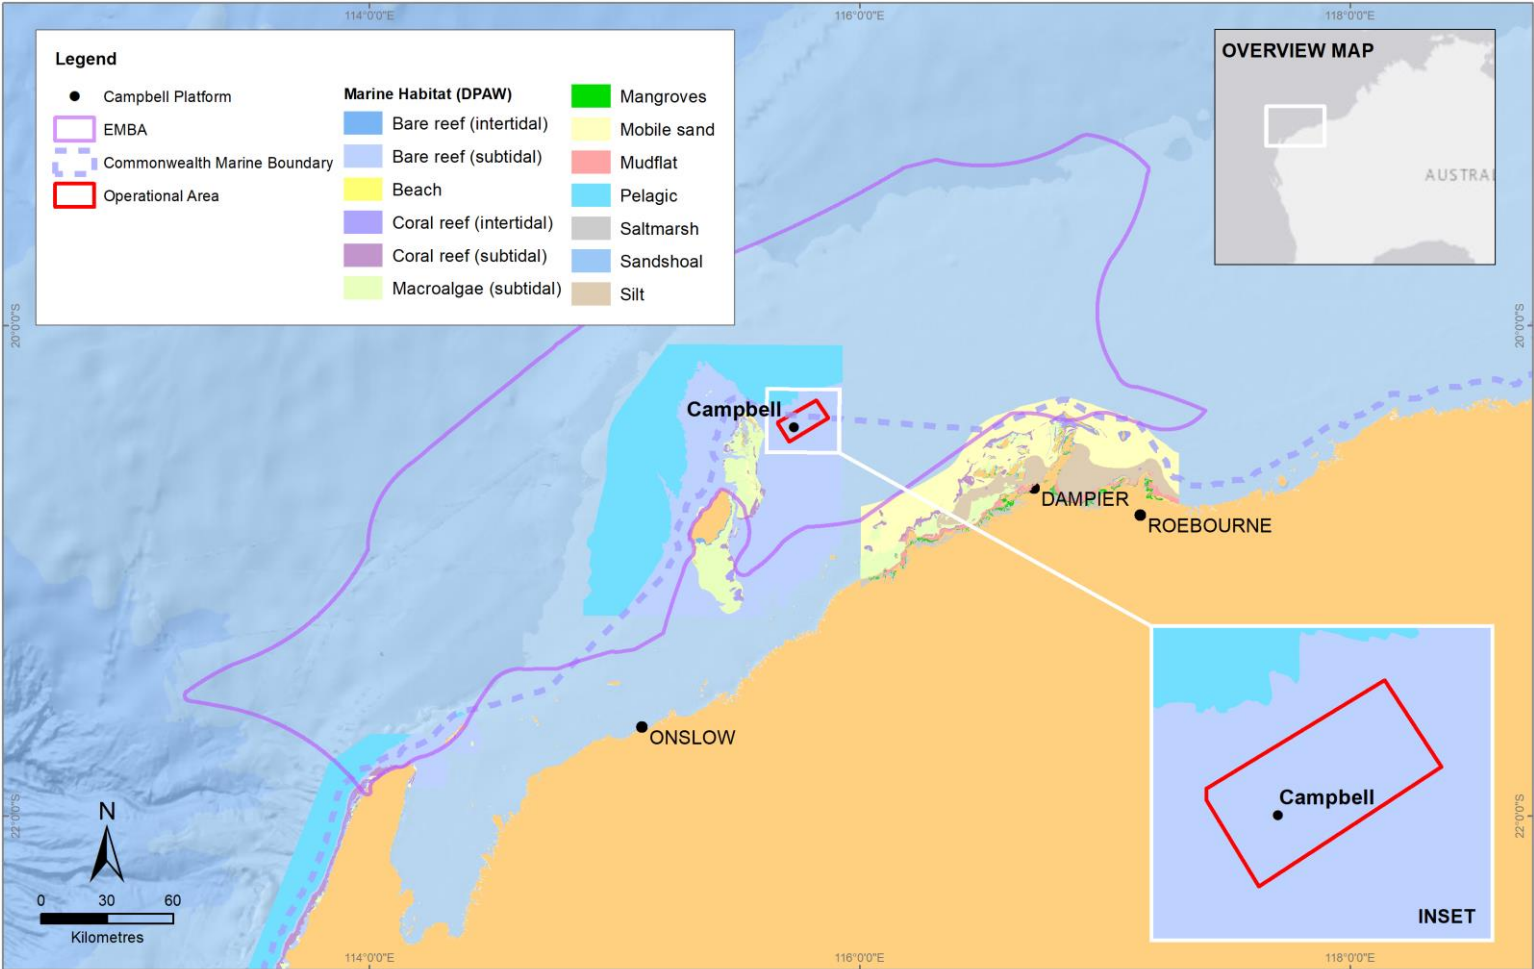 114°0'0"E
116°0'0"E
118°0'0"E
Legend
Campbell Platform
EMBA
Commonwealth Marine Boundary
Operational Area
Marine Habitat (DPAW)
Bare reef (intertidal)
Bare reef (subtidal)
Beach
Coral reef (intertidal)
Coral reef (subtidal)
Macroalgae (subtidal)
Mangroves
Mobile sand
Mudflat
Pelagic
Saltmarsh
Sandshoal
Silt
OVERVIEW MAP
AUSTRAL
20°0'0"S
20°0'0"S
Campbell
DAMPIER
ROEBOURNE
ONSLOW
Campbell
INSET
22°0'0"S
22°0'0"S
N
0 30 60
Kilometres
114°0'0"E
116°0'0"E
118°0'0"E